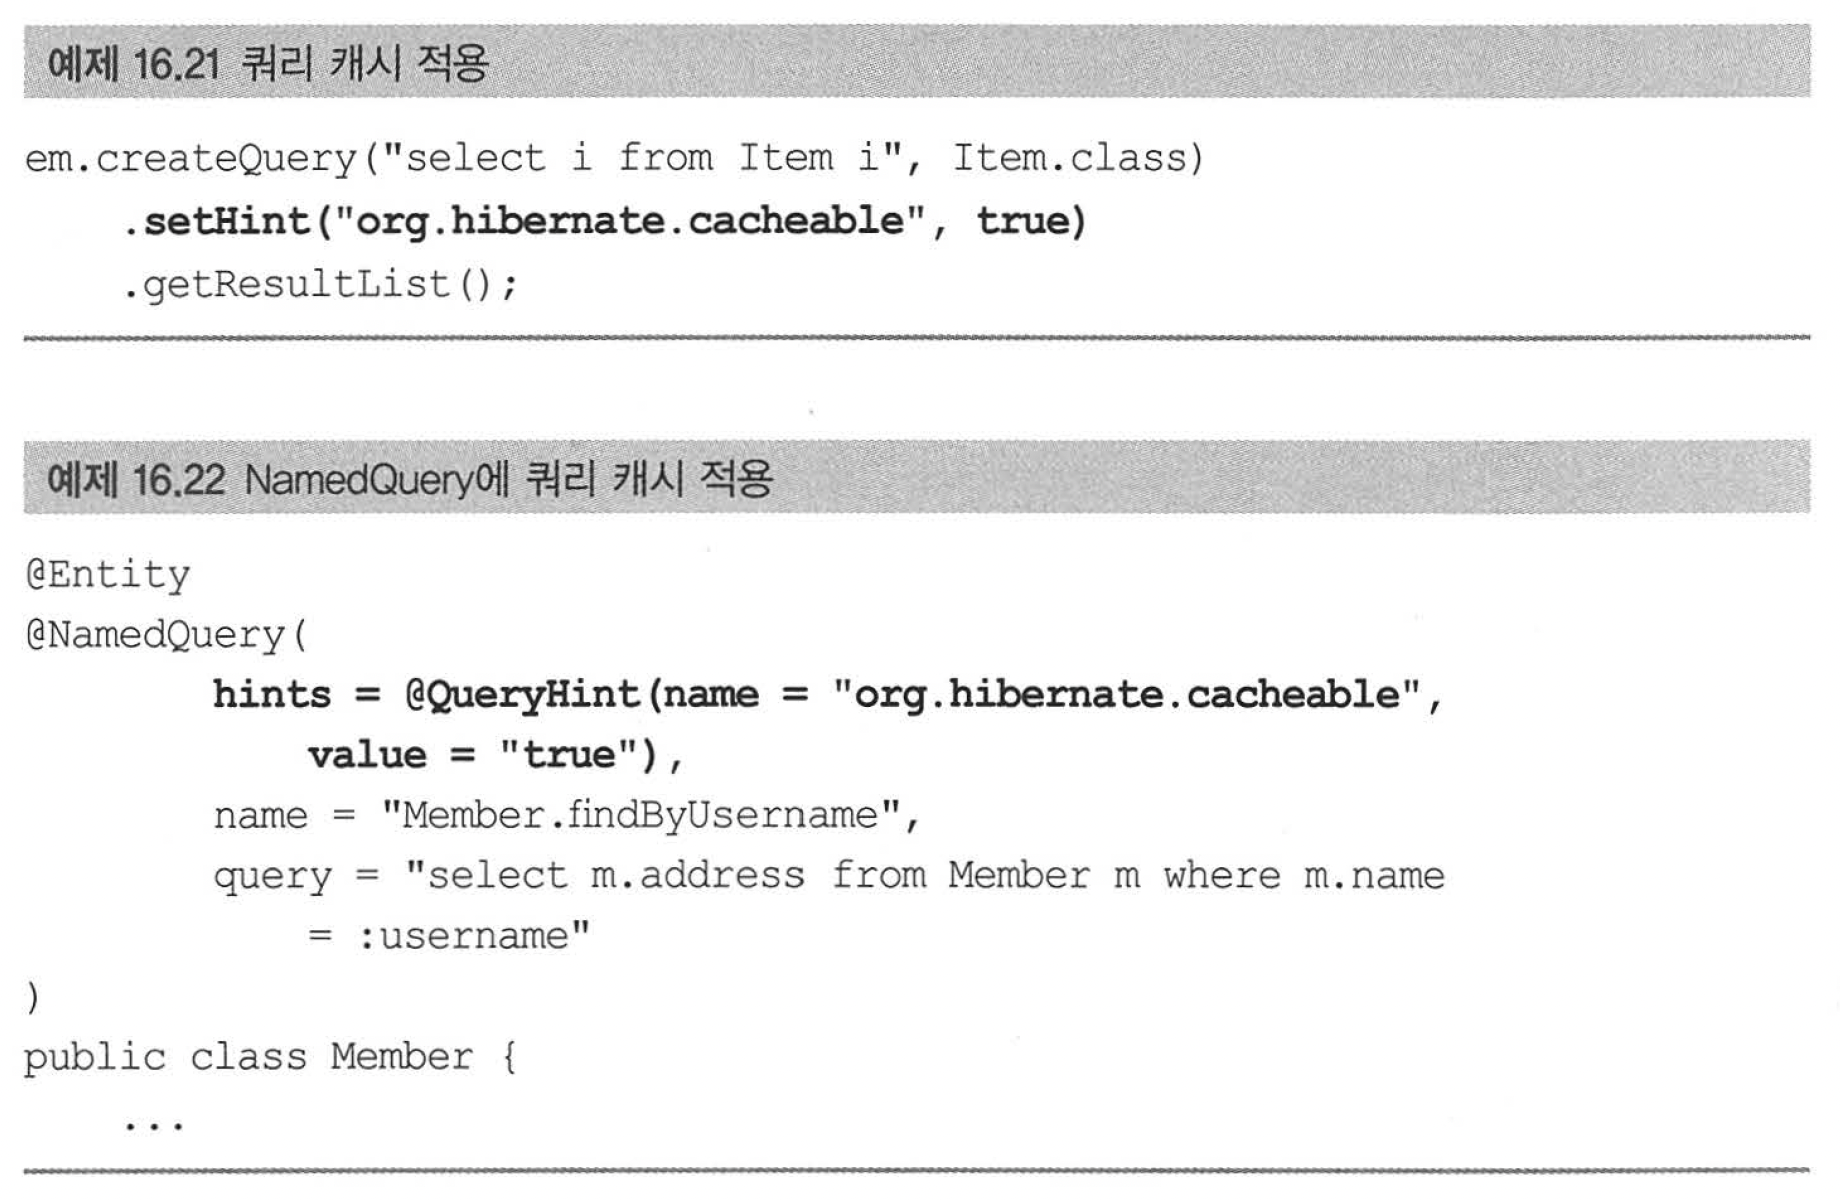 예제 16.21 쿼리 캐시 적용
em.createQuery("select i from Item i", Item.class)
    .setHint("org.hibernate.cacheable", true)
    .getResultList();
예제 16.22 NamedQuery에 쿼리 캐시 적용
@Entity
@NamedQuery(
        hints = @QueryHint(name = "org.hibernate.cacheable",
            value = "true"),
        name = "Member.findByUsername",
        query = "select m.address from Member m where m.name
            = :username"
)
public class Member {
    ...